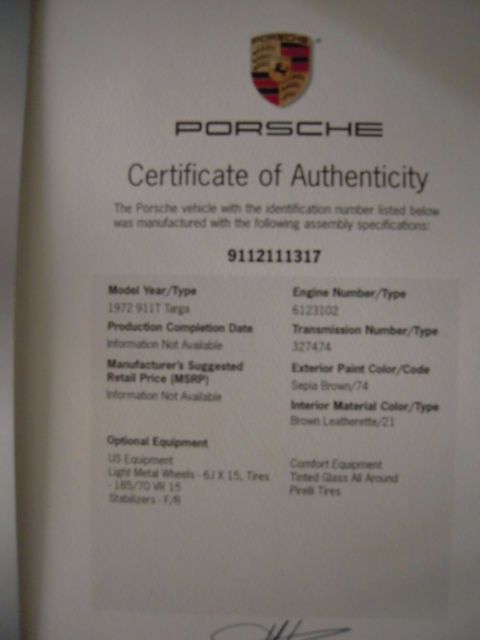 PORSCHE
PORSCHE
Certificate of Authenticity
The Porsche vehicle with the identification number listed below
was manufactured with the following assembly specifications:
9112111317
Model Year/Type
1972 911T Targa
Production Completion Date
Information Not Available
Manufacturer's Suggested
Retail Price (MSRP)
Information Not Available
Engine Number/Type
6123102
Transmission Number/Type
327474
Exterior Paint Color/Code
Sepia Brown/74
Interior Material Color/Type
Brown Leatherette/21
Optional Equipment
US Equipment
Light Metal Wheels - 6J X 15, Tires
- 185/70 VR 15
Stabilizers - F/R
Comfort Equipment
Tinted Glass All Around
Pirelli Tires